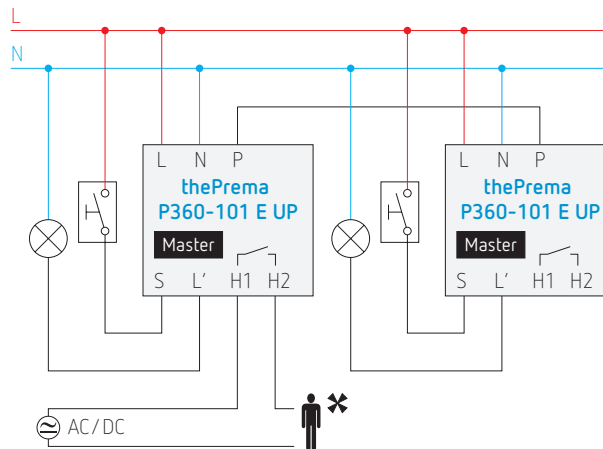 L
N
L N P
thePrema
P360-101 E UP
Master
S L' H1 H2
L N P
thePrema
P360-101 E UP
Master
S L' H1 H2
AC/DC